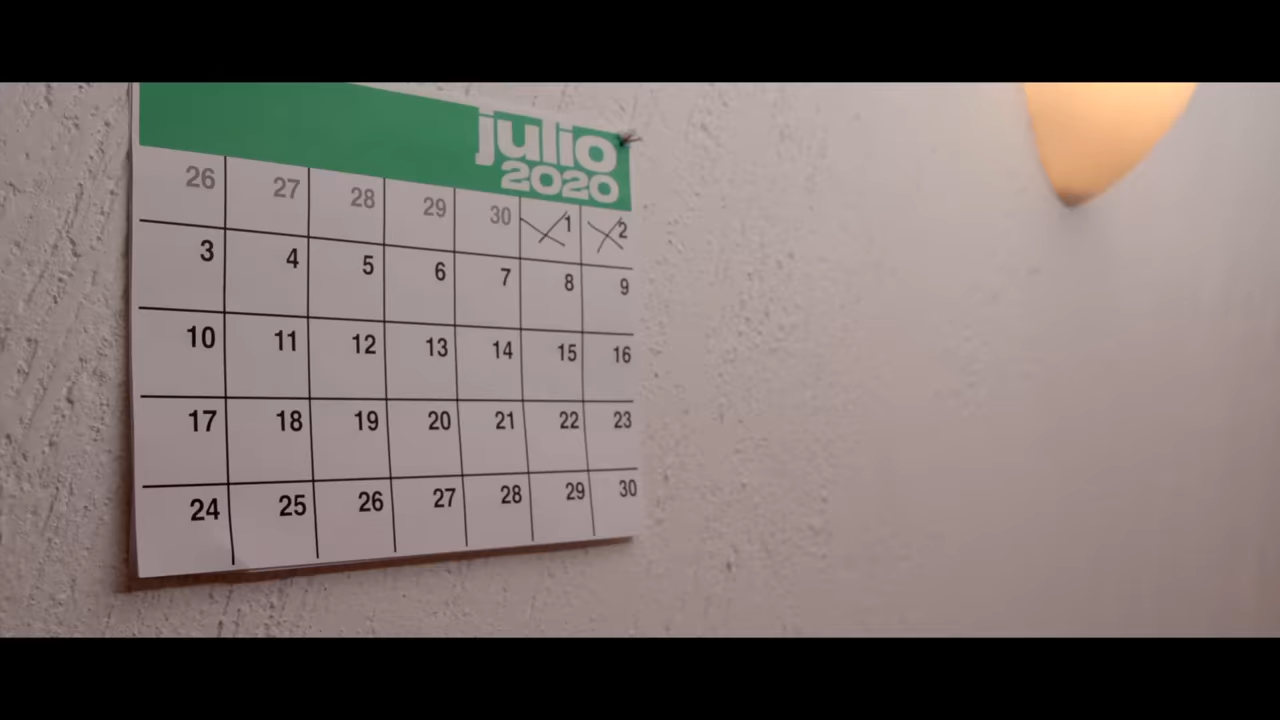 julio
2020
26 27 28 29 30 1 2
3 4 5 6 7 8 9
10 11 12 13 14 15 16
17 18 19 20 21 22 23
24 25 26 27 28 29 30